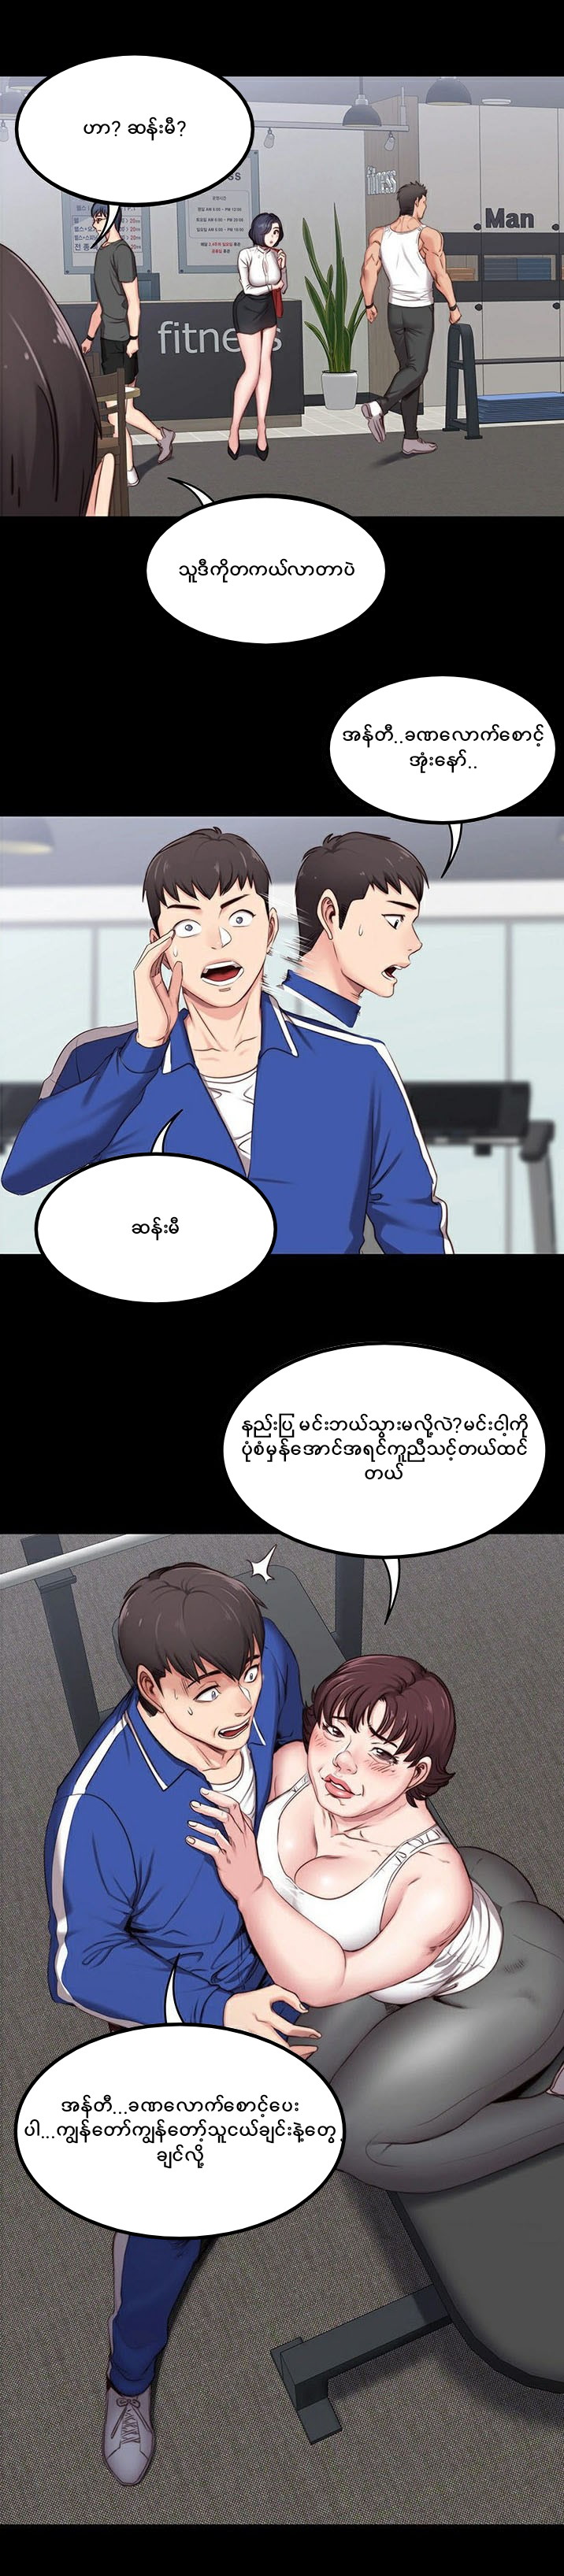 ဟာ? ဆန်းမီ?
fitness
Man
fitne s
သူဒီကိုတကယ်လာတာပဲ
အန်တီ..ခဏလောက်စောင့်
အုံးနော်..
ဆန်းမီ
နည်းပြ မင်းဘယ်သွားမလို့လဲ?မင်းငါ့ကို
ပုံစံမှန်အောင်အရင်ကူညီသင့်တယ်ထင်
တယ်
အန်တီ...ခဏလောက်စောင့်ပေး
ပါ...ကျွန်တော်ကျွန်တော့်သူငယ်ချင်းနဲ့တွေ့
ချင်လို့